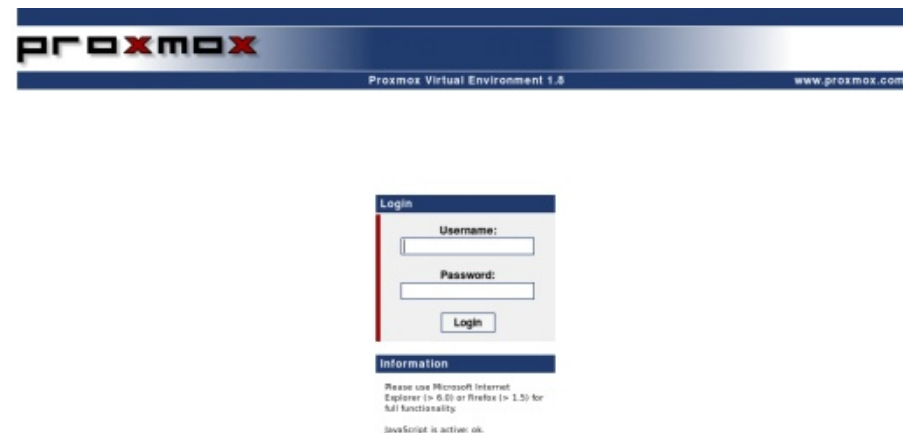 proxmox
Proxmox Virtual Environment 1.8 www.proxmox.com
Login
Username:
Password:
Login
Information
Please use Microsoft Internet
Explorer (> 6.0) or Firefox (> 1.5) for
full functionality.
JavaScript is active: ok.